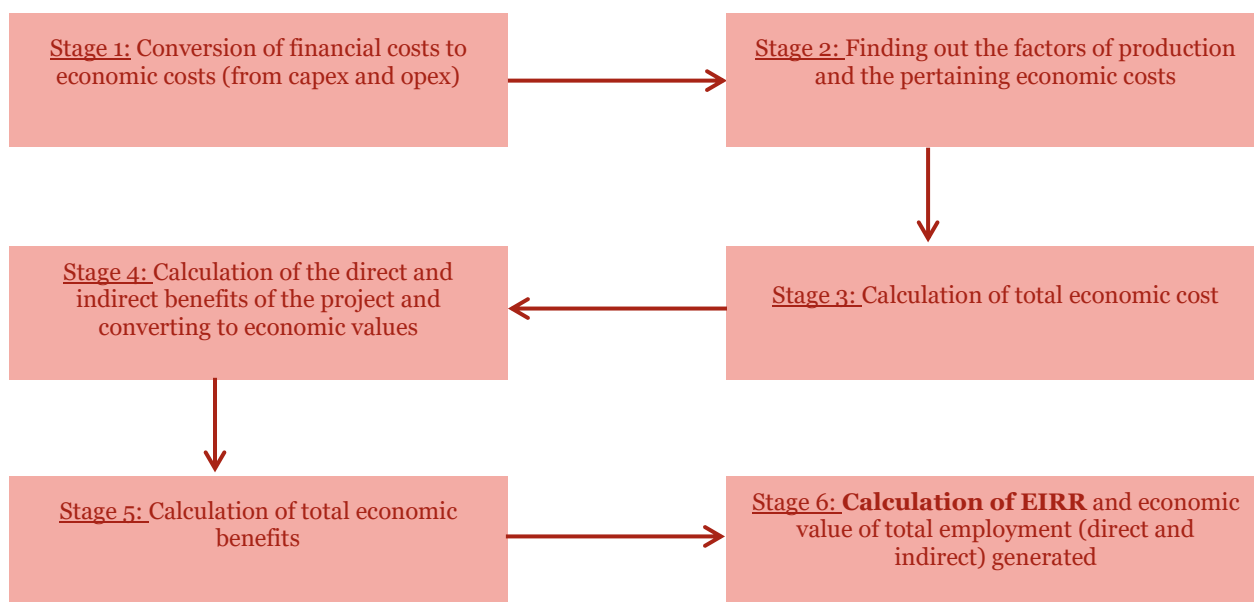 Stage 1: Conversion of financial costs to
economic costs (from capex and opex)
Stage 2: Finding out the factors of production
and the pertaining economic costs
Stage 3: Calculation of total economic cost
Stage 4: Calculation of the direct and
indirect benefits of the project and
converting to economic values
Stage 5: Calculation of total economic
benefits
Stage 6: Calculation of EIRR and economic
value of total employment (direct and
indirect) generated